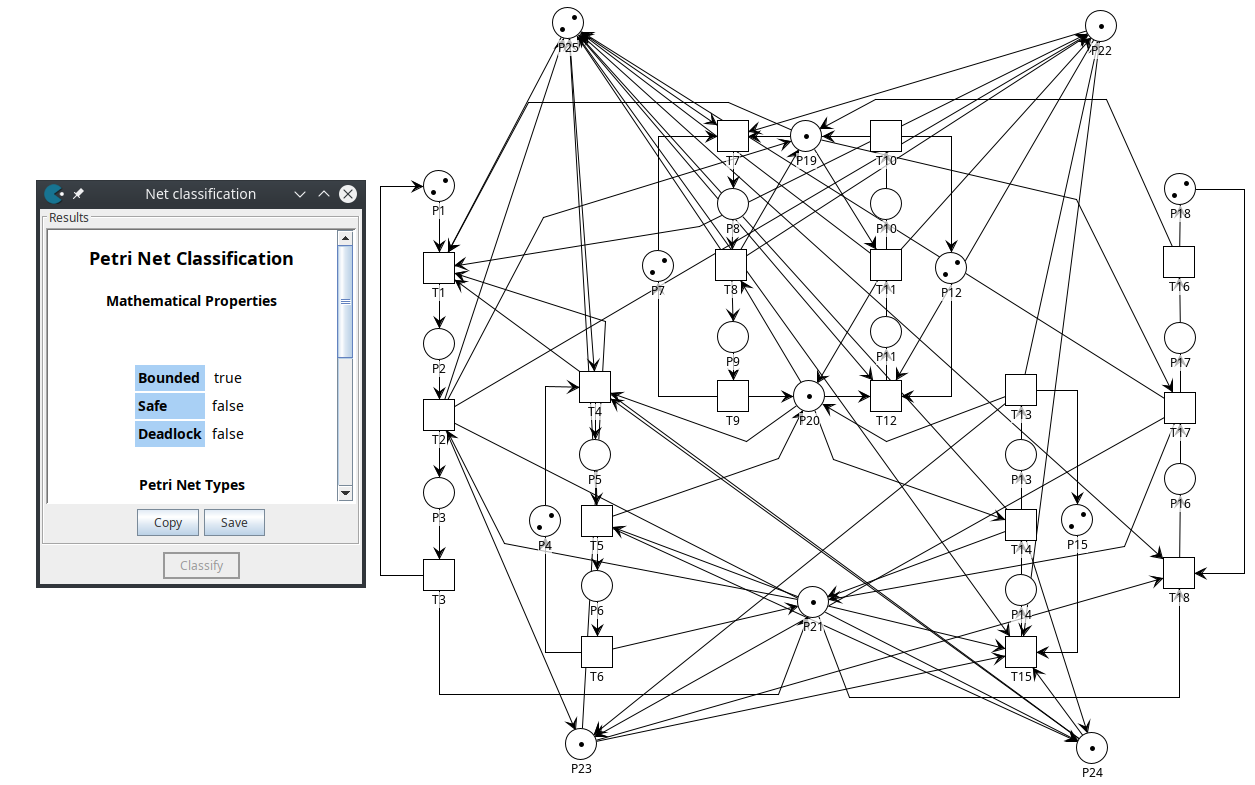 P25
P22
T7
P19
T10
Net classification
Results
P1
P8
P10
P18
Petri Net Classification
Mathematical Properties
T1
P7
T8
T11
P12
T16
P2
P9
P11
P17
Bounded true
Safe false
Deadlock false
T2
T4
T9
P20
T12
T13
T17
Petri Net Types
P3
P5
P13
P16
Copy Save
P4
T5
T14
P15
Classify
T3
P6
P21
P14
T18
T6
T15
P23
P24